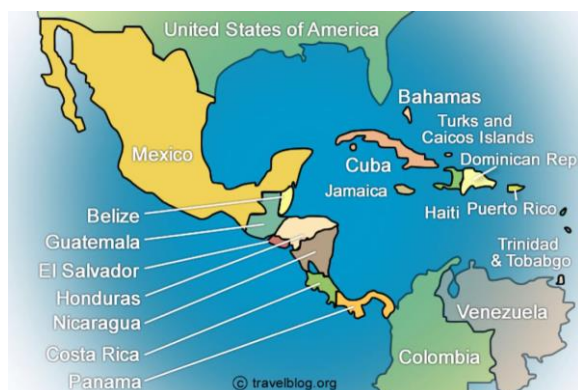 United States of America
Bahamas
Turks and
Caicos Islands
Mexico
Cuba
Dominican Rep
Jamaica
Haiti
Puerto Rico
Belize
Guatemala
El Salvador
Honduras
Nicaragua
Costa Rica
Panama
Trinidad
& Tobabgo
Venezuela
Colombia
© travelblog.org